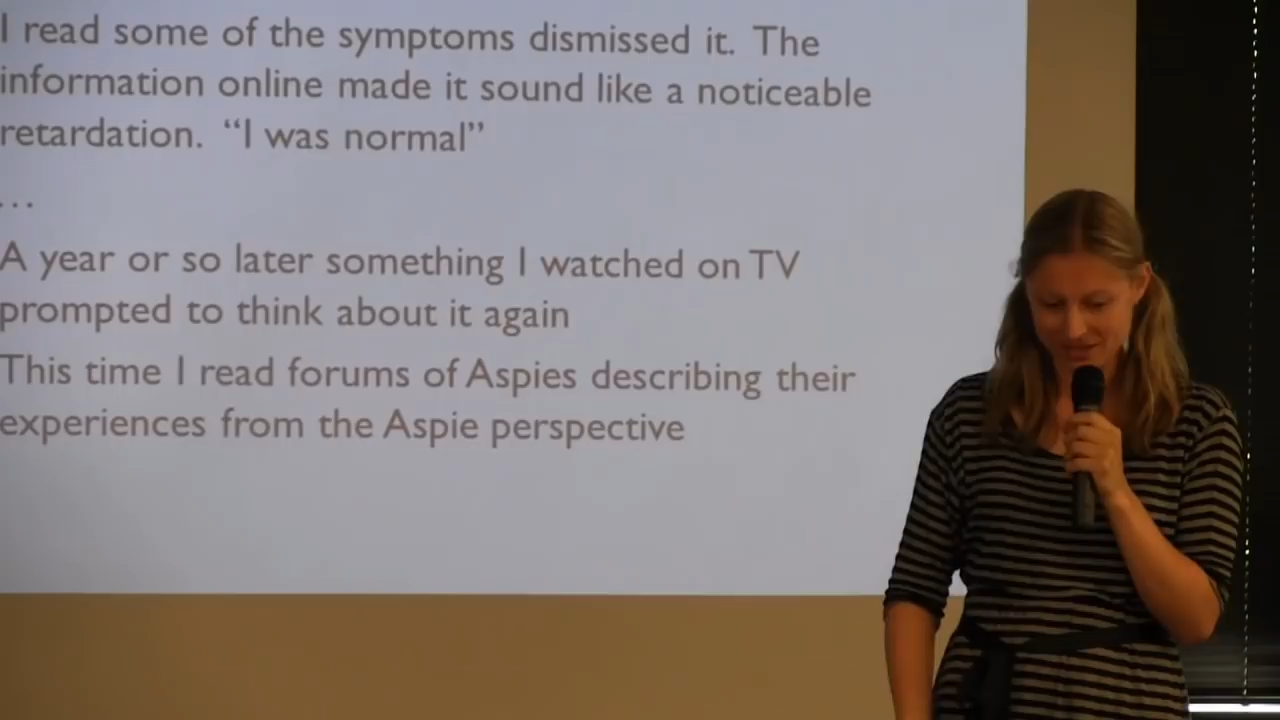 I read some of the symptoms dismissed it. The
information online made it sound like a noticeable
retardation. “I was normal”
...
A year or so later something I watched on TV
prompted to think about it again
This time I read forums of Aspies describing their
experiences from the Aspie perspective